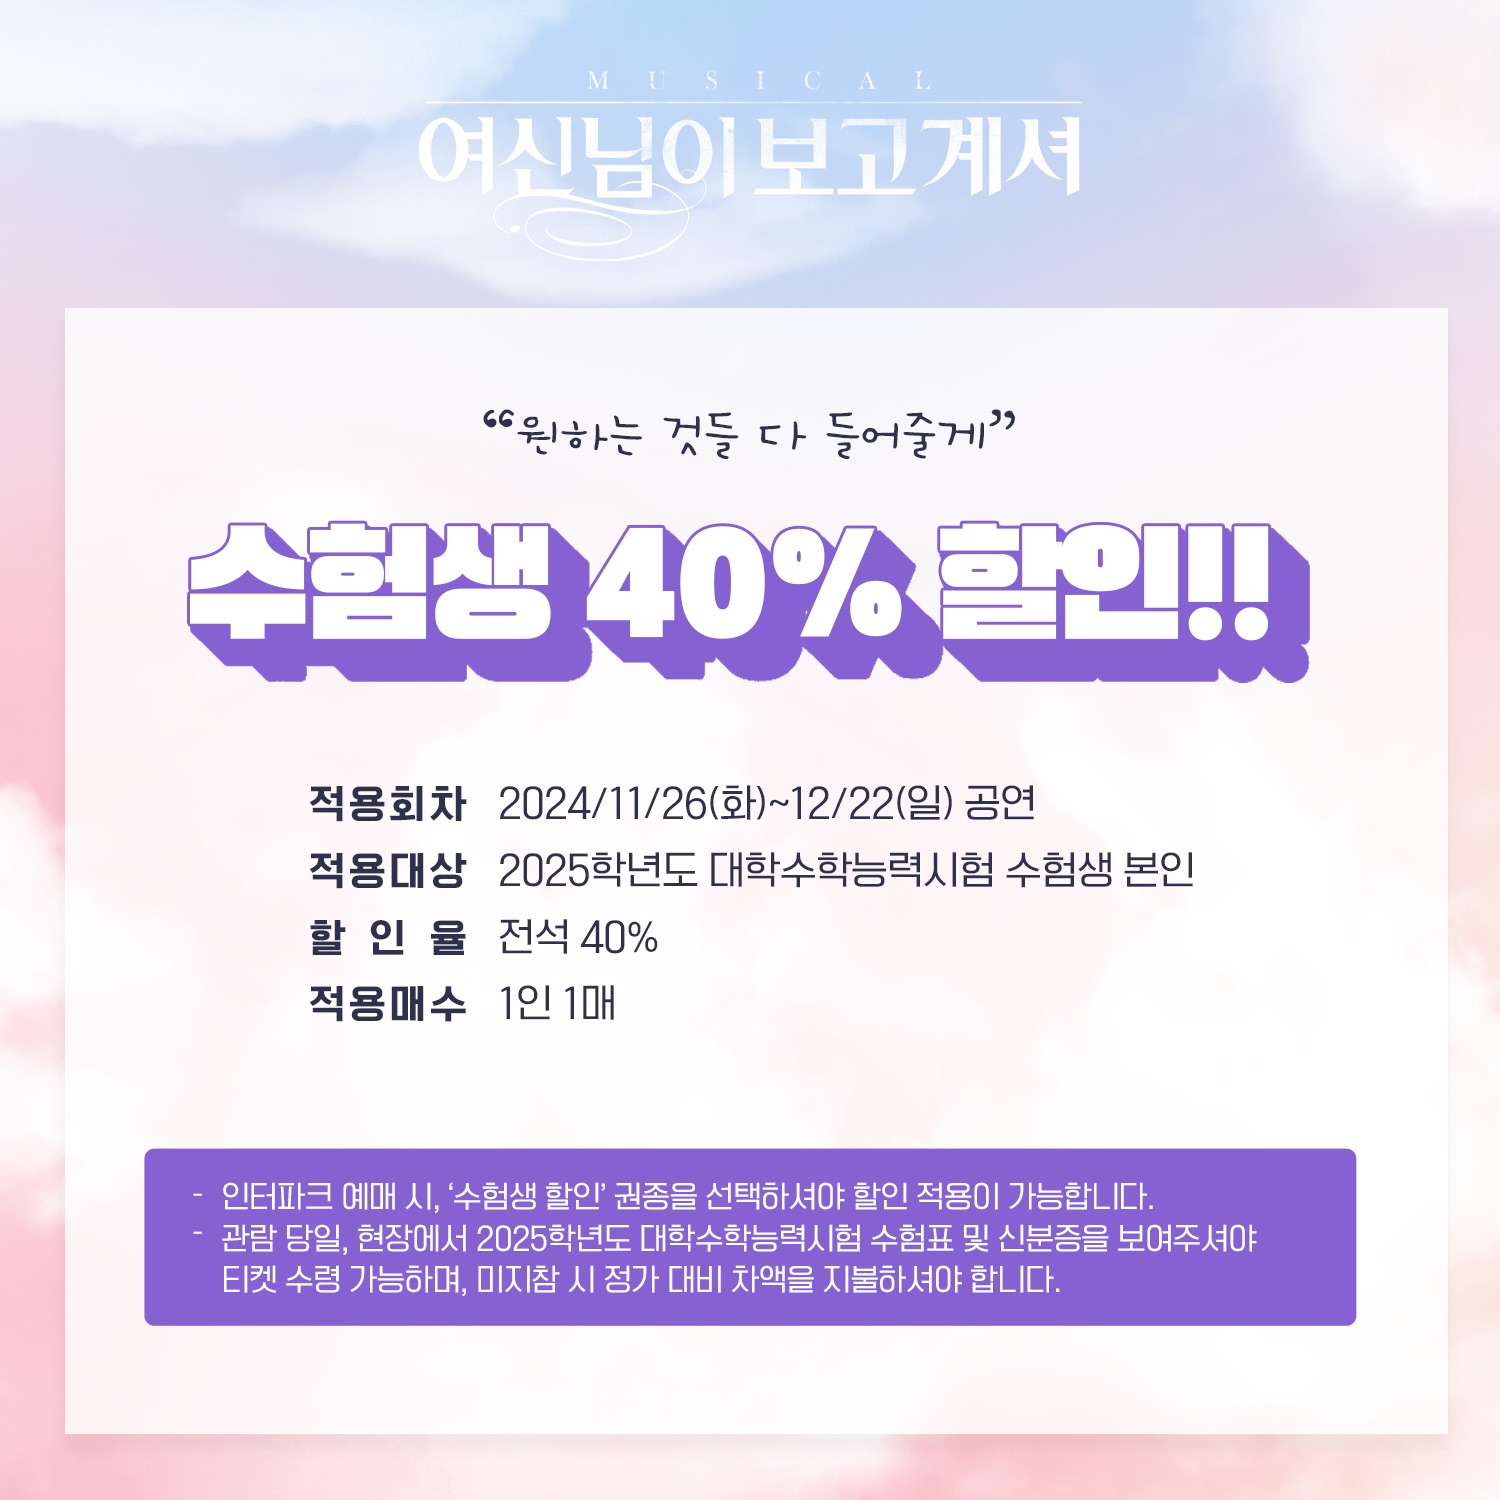 MUSICAL
여신님이 보고 계셔
“원하는 것들 다 들어줄게”
수험생 40% 할인!!
적용회차 2024/11/26(화)~12/22(일) 공연
적용대상 2025학년도 대학수학능력시험 수험생 본인
할 인 율 전석 40%
적용매수 1인 1매
- 인터파크 예매 시, ‘수험생 할인’ 권종을 선택하셔야 할인 적용이 가능합니다.
- 관람 당일, 현장에서 2025학년도 대학수학능력시험 수험표 및 신분증을 보여주셔야
티켓 수령 가능하며, 미지참 시 정가 대비 차액을 지불하셔야 합니다.